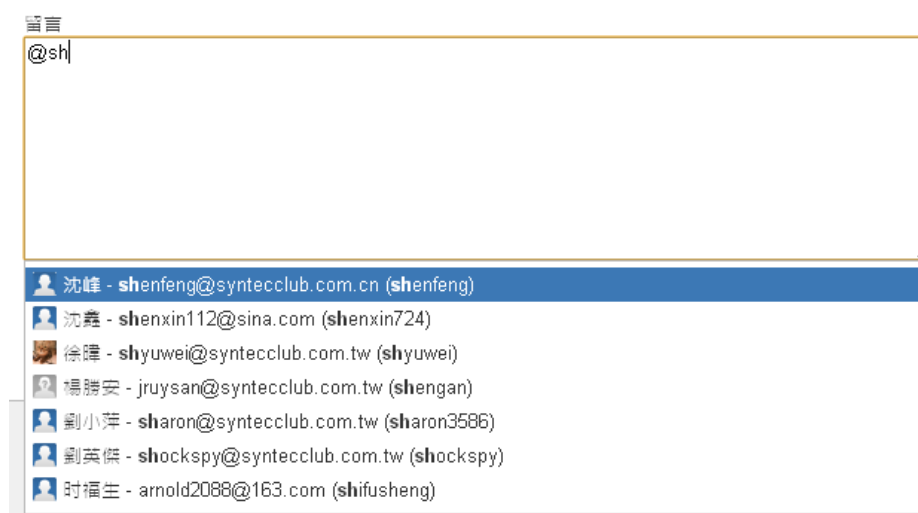 留言
@sh
沈峰 - shenfeng@syntecclub.com.cn (shenfeng)
沈鑫 - shenxin112@sina.com (shenxin724)
徐暐 - shyuwei@syntecclub.com.tw (shyuwei)
楊勝安 - jruysan@syntecclub.com.tw (shengan)
劉小萍 - sharon@syntecclub.com.tw (sharon3586)
劉英傑 - shockspy@syntecclub.com.tw (shockspy)
时福生 - arnold2088@163.com (shifusheng)